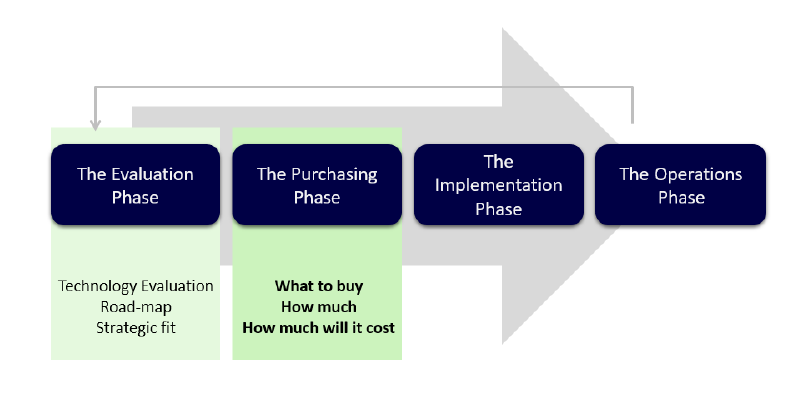 The Evaluation
Phase
The Purchasing
Phase
The
Implementation
Phase
The Operations
Phase
Technology Evaluation
Road-map
Strategic fit
What to buy
How much
How much will it cost